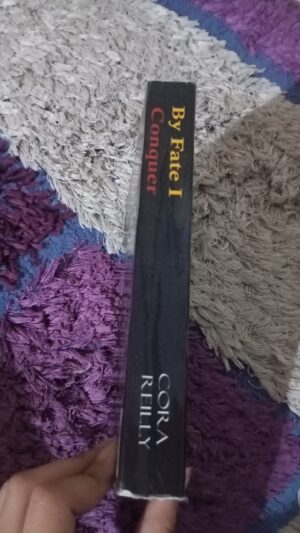 By Fate I
Conquer
CORA
REILLY